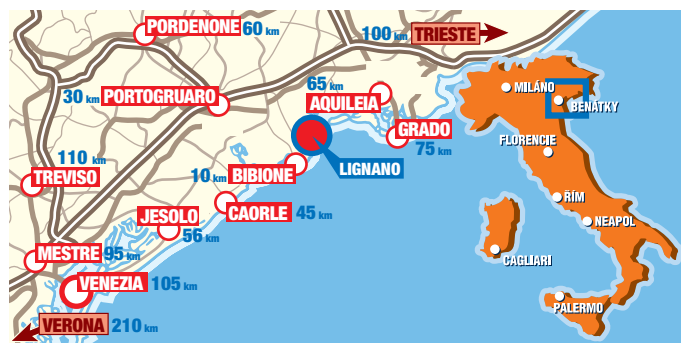 PORDENONE 60 km
100 km TRIESTE
30 km PORTOGRUARO
65 km
AQUILEIA
GRADO
75 km
110 km
TREVISO
10 km BIBIONE
LIGNANO
JESOLO
56 km
CAORLE 45 km
MESTRE 95 km
VENEZIA 105 km
VERONA 210 km
MILÁNO
BENÁTKY
FLORENCIE
ŘÍM
NEAPOL
CAGLIARI
PALERMO